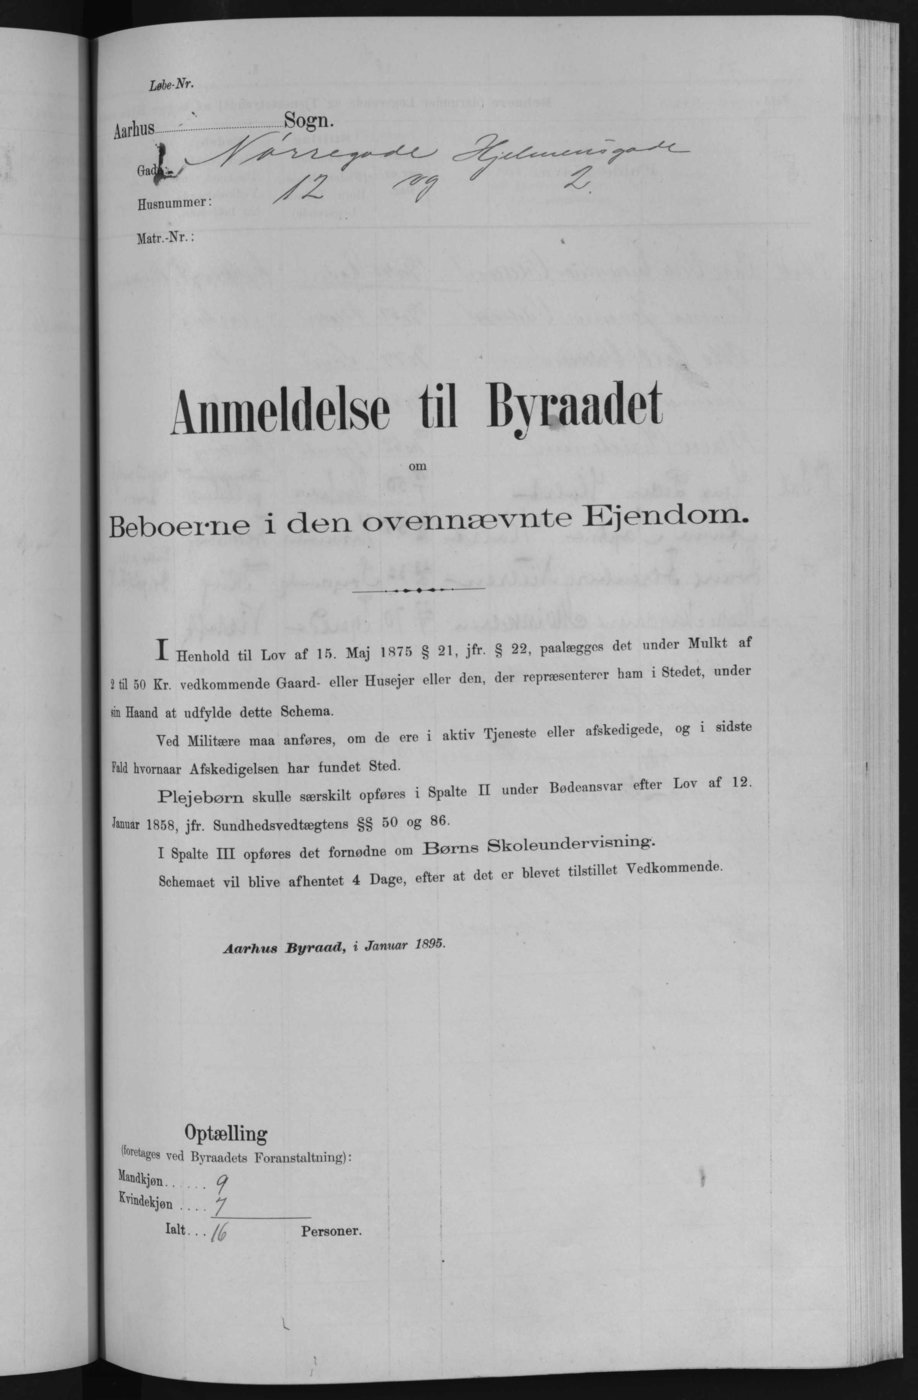 Løbe-Nr.
Aarhus Sogn.
Gade: Nørregade Hjelmensgade
Husnummer: 12 og 2.
Matr.-Nr.:
Anmeldelse til Byraadet
om
Beboerne i den ovennævnte Ejendom.
I Henhold til Lov af 15. Maj 1875 § 21, jfr. § 22, paalægges det under Mulkt af
2 til 50 Kr. vedkommende Gaard- eller Husejer eller den, der repræsenterer ham i Stedet, under
sin Haand at udfylde dette Schema.
Ved Militære maa anføres, om de ere i aktiv Tjeneste eller afskedigede, og i sidste
Fald hvornaar Afskedigelsen har fundet Sted.
Plejebørn skulle særskilt opføres i Spalte II under Bødeansvar efter Lov af 12.
Januar 1858, jfr. Sundhedsvedtægtens §§ 50 og 86.
I Spalte III opføres det fornødne om Børns Skoleundervisning.
Schemaet vil blive afhentet 4 Dage, efter at det er blevet tilstillet Vedkommende.
Aarhus Byraad, i Januar 1895.
Optælling
(foretages ved Byraadets Foranstaltning):
Mandkjøn...... 9
Kvindekjøn.... 7
Ialt... 16 Personer.